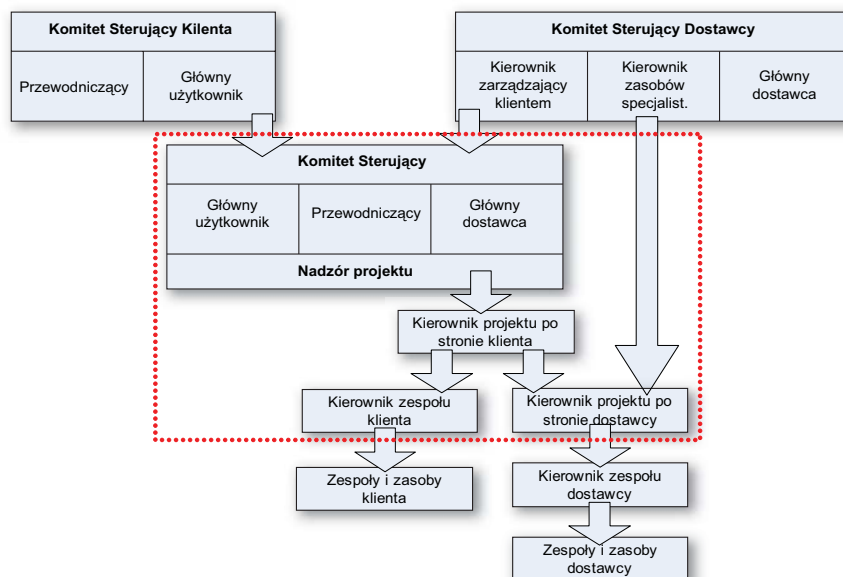 Komitet Sterujący Kilenta
Przewodniczący
Główny
użytkownik
Komitet Sterujący Dostawcy
Kierownik
zarządzający
klientem
Kierownik
zasobów
specjalist.
Główny
dostawca
Komitet Sterujący
Główny
użytkownik
Przewodniczący
Główny
dostawca
Nadzór projektu
Kierownik projektu po
stronie klienta
Kierownik zespołu
klienta
Kierownik projektu po
stronie dostawcy
Zespoły i zasoby
klienta
Kierownik zespołu
dostawcy
Zespoły i zasoby
dostawcy